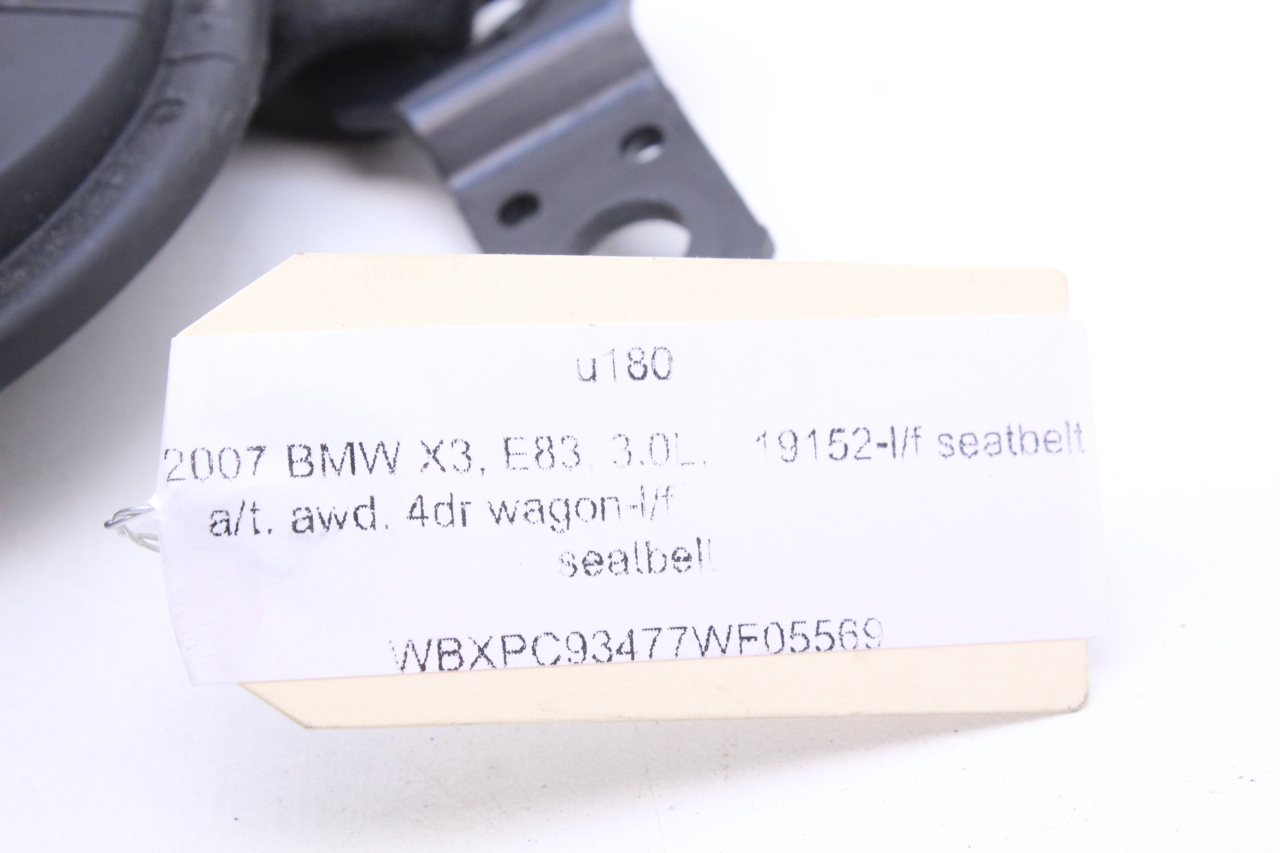 u180
2007 BMW X3, E83, 3.0L, 19152-l/f seatbelt
a/t. awd. 4dr wagon-l/f
seatbelt
WBXPC93477WF05569